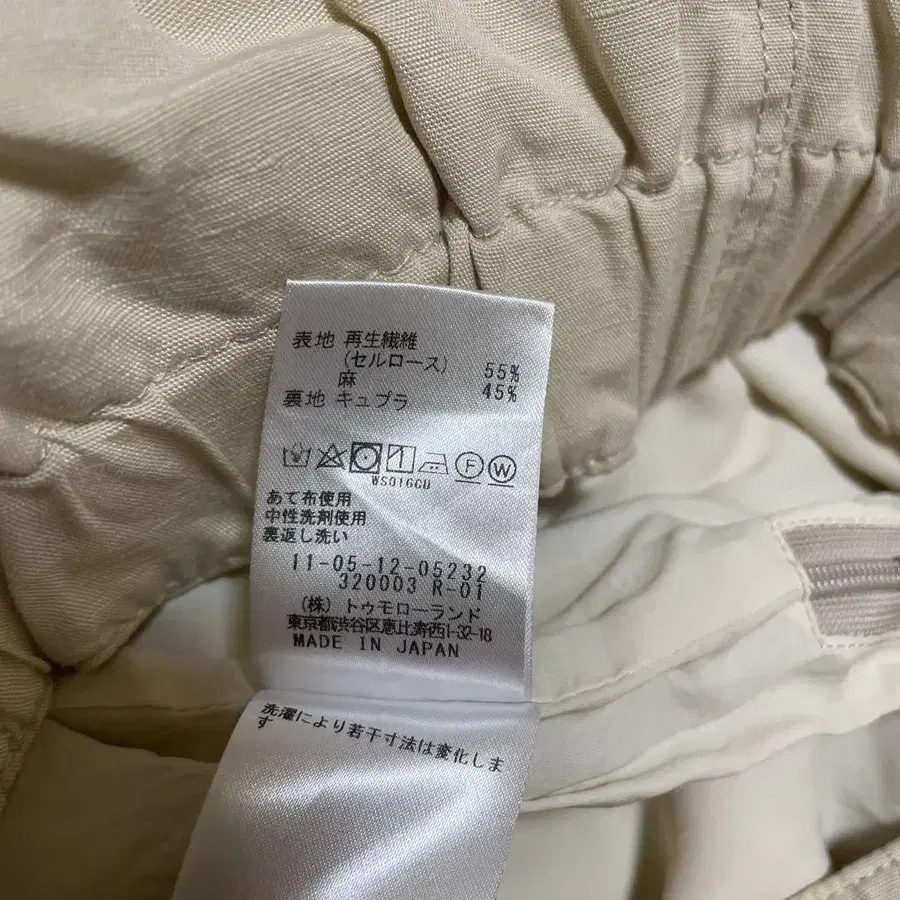 表地 再生繊維
(セルロース) 55%
麻 45%
裏地 キュプラ
F W
WS016CU
あて布使用
中性洗剤使用
裏返し洗い
11-05-12-05232
320003 R-01
(株) トゥモローランド
東京都渋谷区恵比寿西1-32-18
MADE IN JAPAN
洗濯により若干寸法は変化しま
す